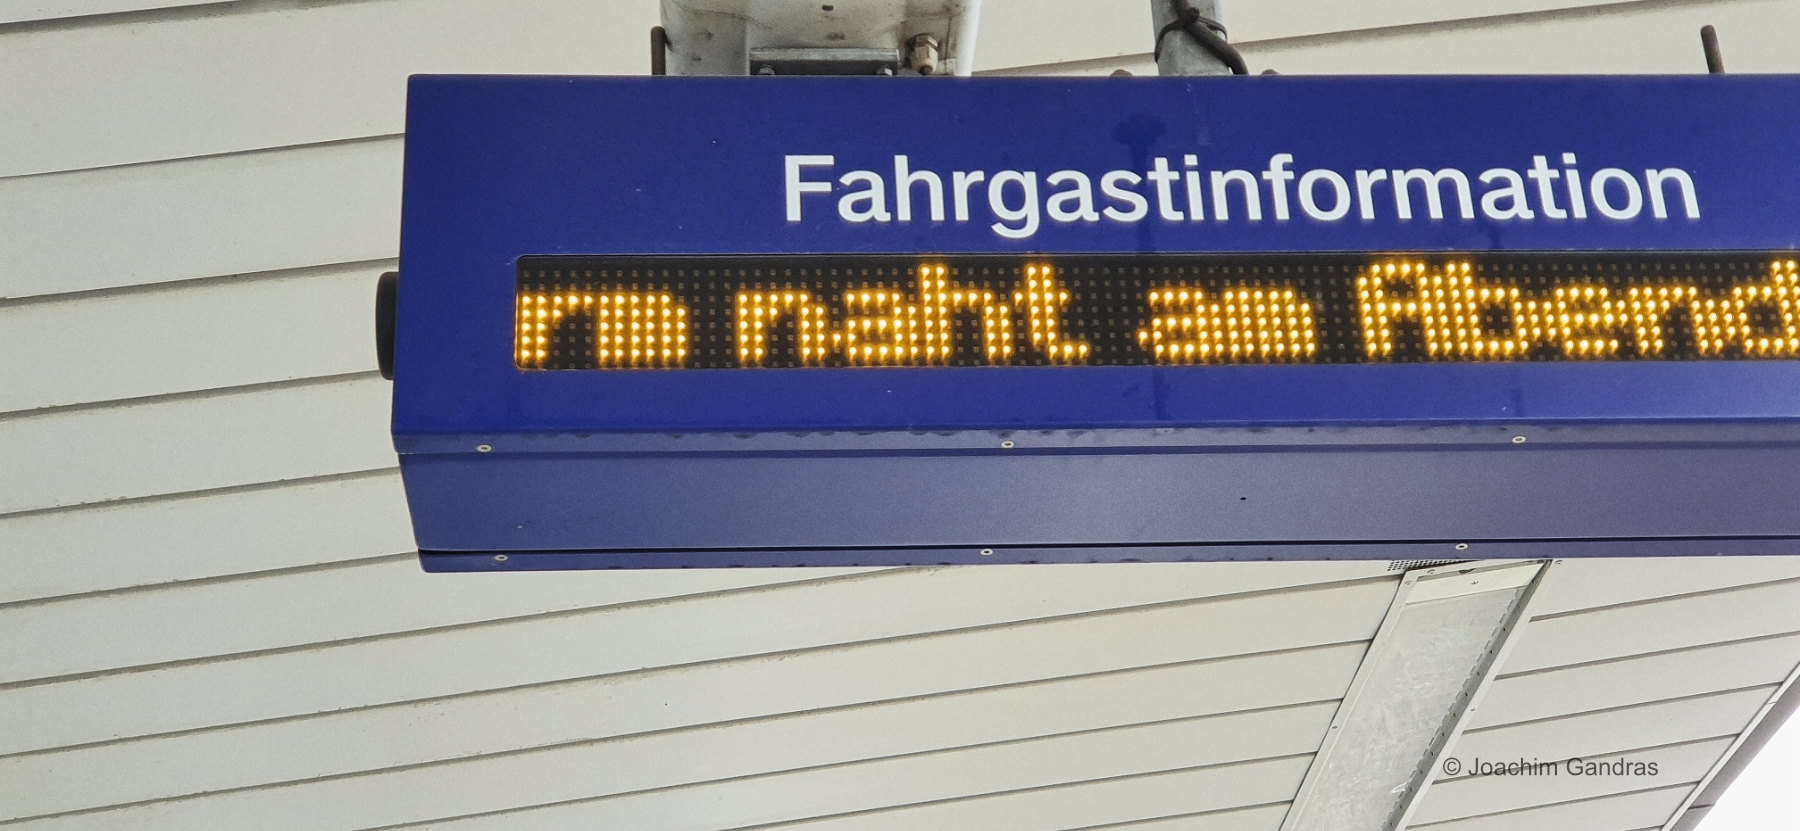 Fahrgastinformation
rm naht am Abend
© Joachim Gandras